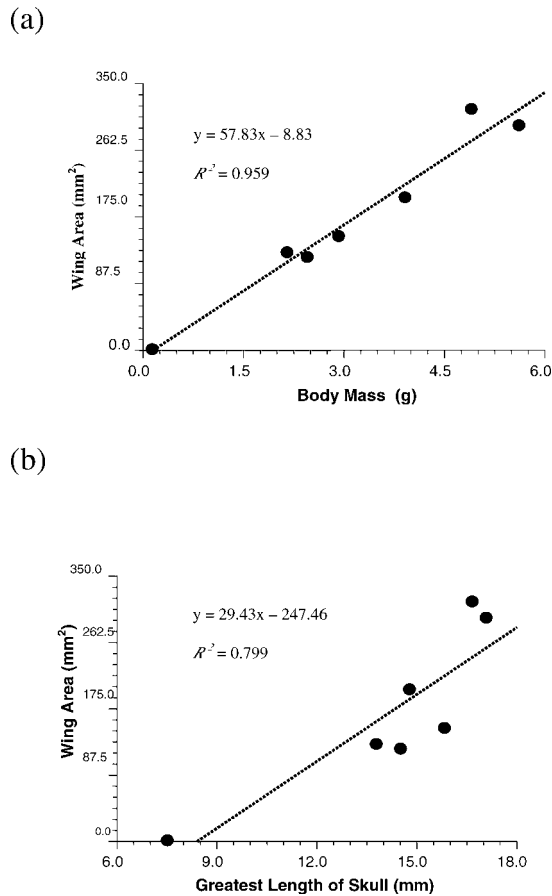 (a)
350.0
262.5
175.0
87.5
0.0
Wing Area (mm²)
y = 57.83x – 8.83
R² = 0.959
0.0 1.5 3.0 4.5 6.0
Body Mass (g)
(b)
350.0
262.5
175.0
87.5
0.0
Wing Area (mm²)
y = 29.43x – 247.46
R² = 0.799
6.0 9.0 12.0 15.0 18.0
Greatest Length of Skull (mm)